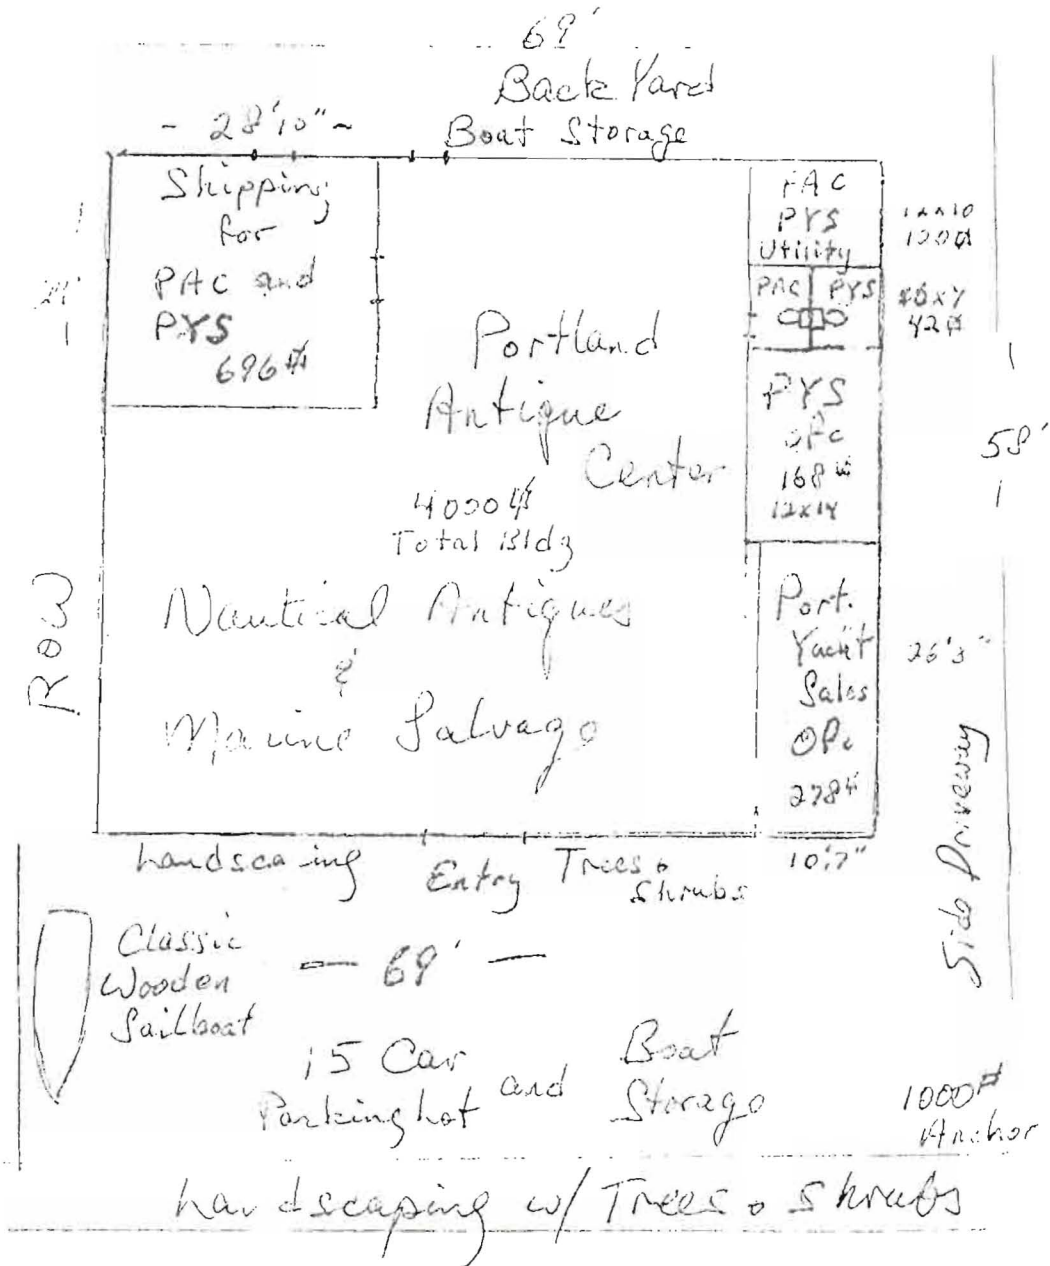 69'
Back Yard
Boat Storage
- 28'10" -
Shipping
for
PAC and
PYS
696#
PAC
PYS
Utility
12x10
PAC PYS
42#
PYS
OFc
168#
12x14
58'
Portland
Antique
Center
4000#
Total Bldg
Nautical Antiques
&
Marine Salvage
ROW
Port.
Yacht
Sales
OFc
278#
26'3"
10'7"
Side Driveway
Landscaping Entry Trees &
Shrubs
Classic
Wooden
Sailboat
— 69' —
15 Car
Parking Lot and Boat
Storage
1000#
Anchor
Landscaping w/ Trees & Shrubs